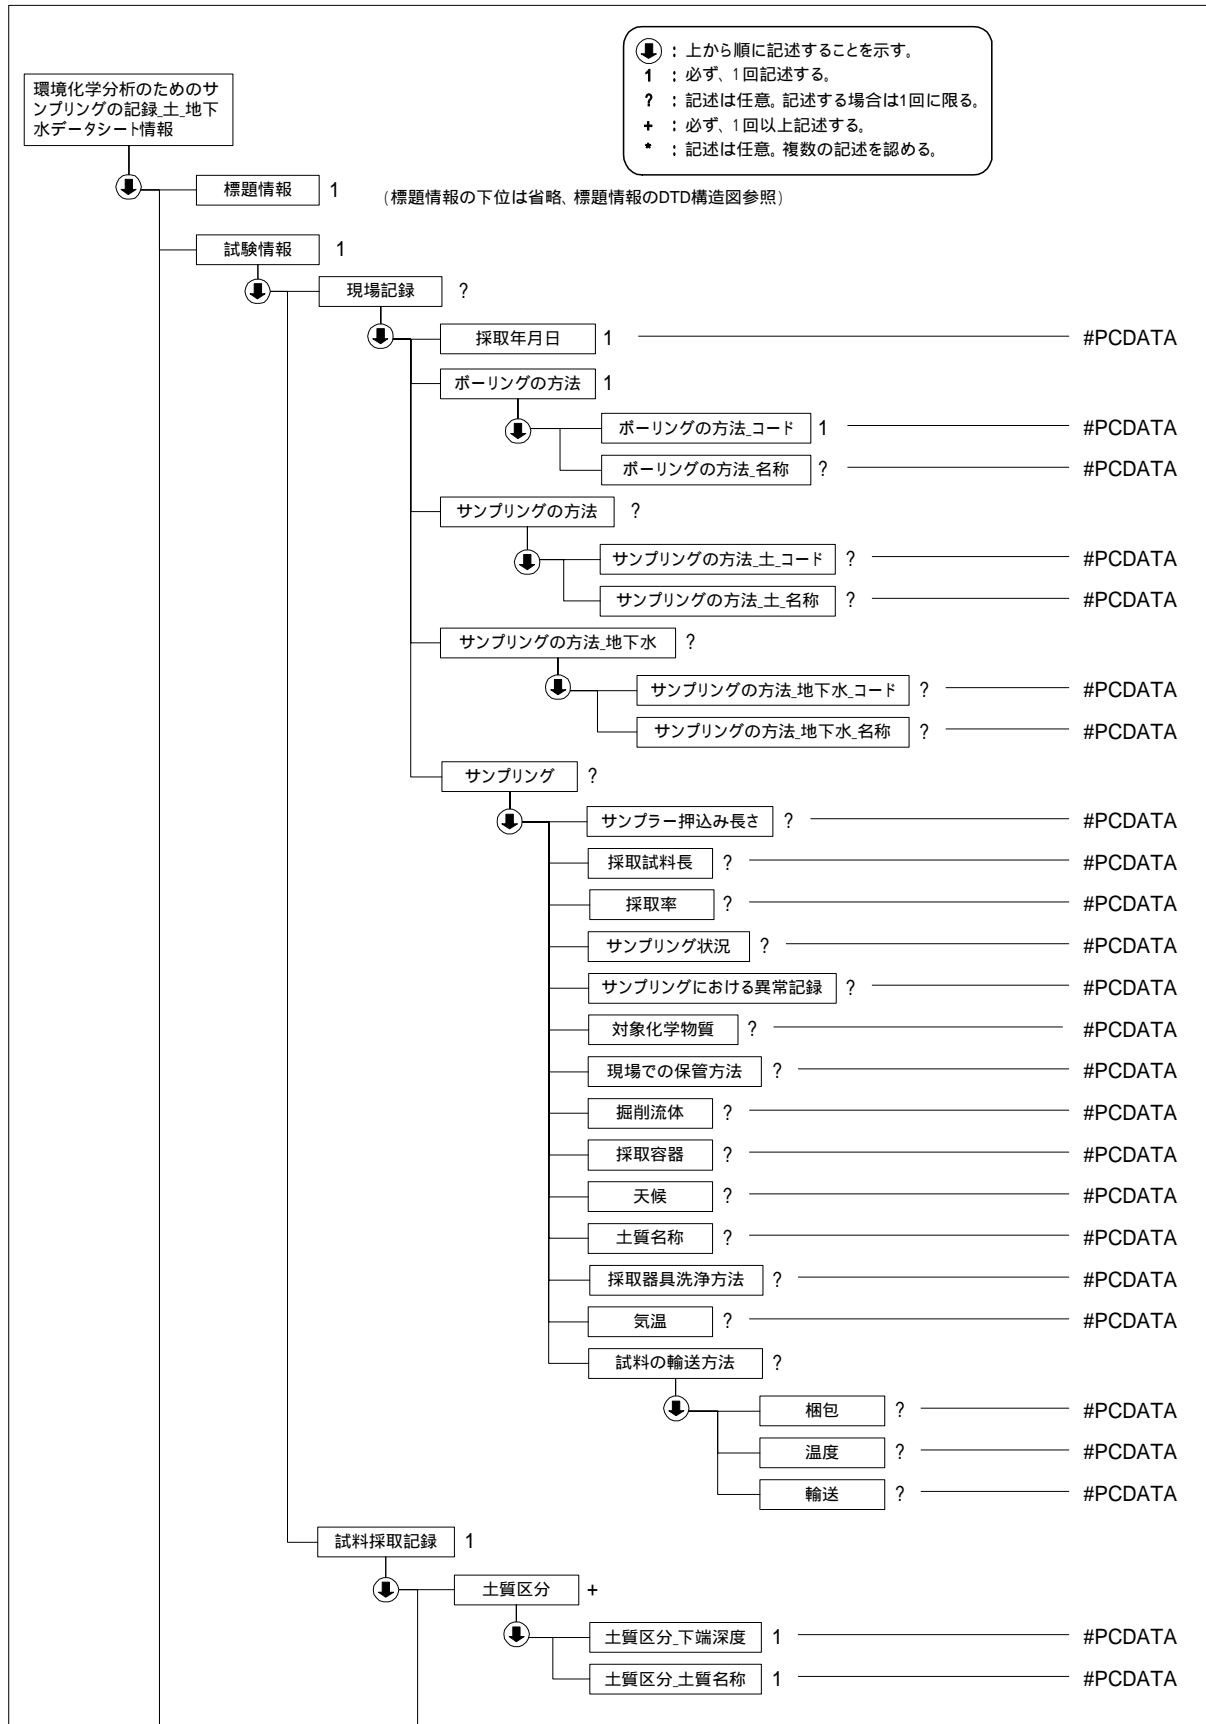 ：上から順に記述することを示す。
1 ：必ず、1回記述する。
? ：記述は任意。記述する場合は1回に限る。
+ ：必ず、1回以上記述する。
* ：記述は任意。複数の記述を認める。
環境化学分析のためのサ
ンプリングの記録_土_地下
水データシート情報
標題情報 1 (標題情報の下位は省略、標題情報のDTD構造図参照)
試験情報 1
現場記録 ?
採取年月日 1 #PCDATA
ボーリングの方法 1
ボーリングの方法_コード 1 #PCDATA
ボーリングの方法_名称 ? #PCDATA
サンプリングの方法 ?
サンプリングの方法_土_コード ? #PCDATA
サンプリングの方法_土_名称 ? #PCDATA
サンプリングの方法_地下水 ?
サンプリングの方法_地下水_コード ? #PCDATA
サンプリングの方法_地下水_名称 ? #PCDATA
サンプリング ?
サンプラー押込み長さ ? #PCDATA
採取試料長 ? #PCDATA
採取率 ? #PCDATA
サンプリング状況 ? #PCDATA
サンプリングにおける異常記録 ? #PCDATA
対象化学物質 ? #PCDATA
現場での保管方法 ? #PCDATA
掘削流体 ? #PCDATA
採取容器 ? #PCDATA
天候 ? #PCDATA
土質名称 ? #PCDATA
採取器具洗浄方法 ? #PCDATA
気温 ? #PCDATA
試料の輸送方法 ?
梱包 ? #PCDATA
温度 ? #PCDATA
輸送 ? #PCDATA
試料採取記録 1
土質区分 +
土質区分_下端深度 1 #PCDATA
土質区分_土質名称 1 #PCDATA